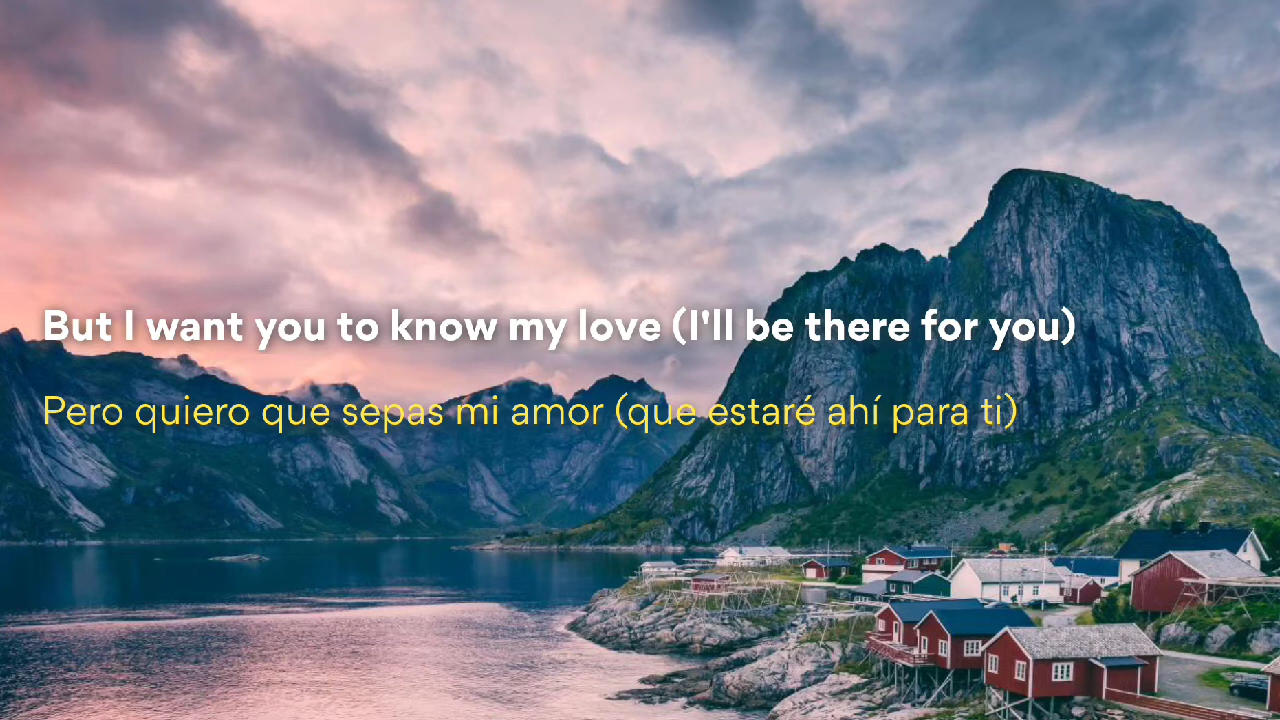 But I want you to know my love (I'll be there for you)
Pero quiero que sepas mi amor (que estaré ahí para ti)